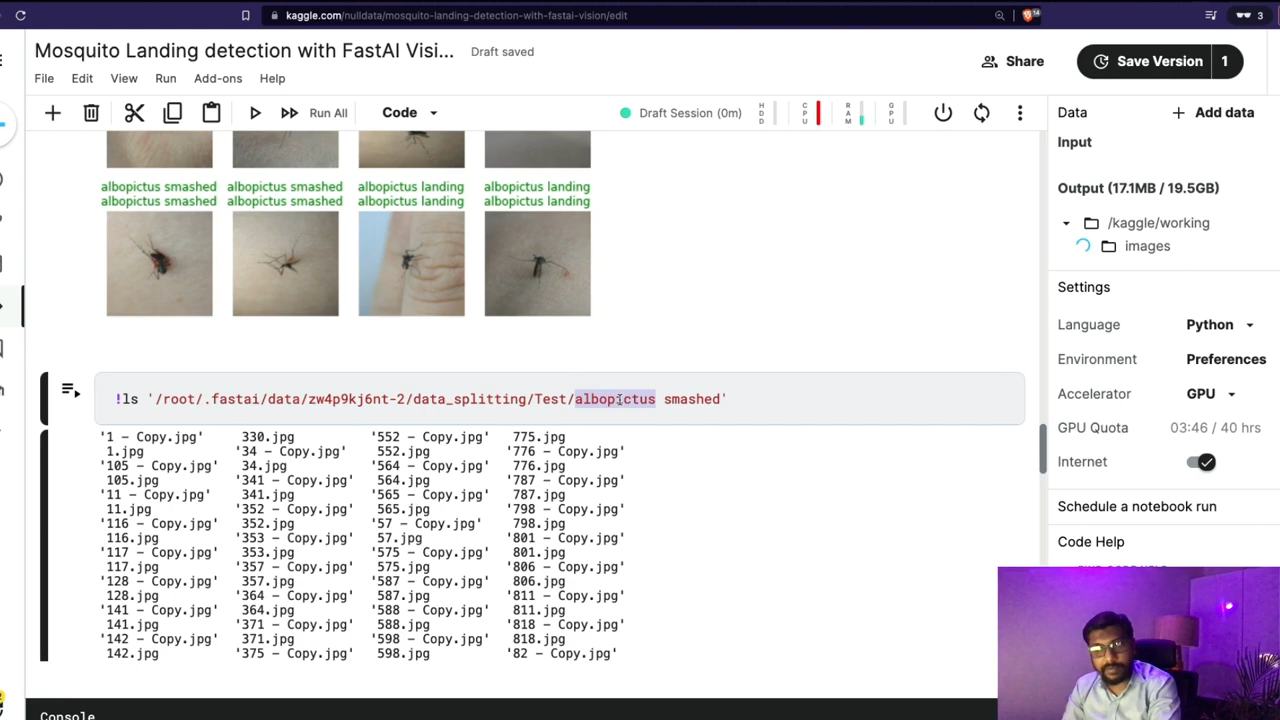 kaggle.com/nulldata/mosquito-landing-detection-with-fastai-vision/edit
14
3
Mosquito Landing detection with FastAI Visi... Draft saved
Share
Save Version 1
File Edit View Run Add-ons Help
Run All Code
Draft Session (0m)
HDD CPU RAM GPU
Data
Add data
Input
Output (17.1MB / 19.5GB)
/kaggle/working
images
Settings
Language Python
Environment Preferences
Accelerator GPU
GPU Quota 03:46 / 40 hrs
Internet
Schedule a notebook run
Code Help
albopictus smashed albopictus smashed albopictus landing albopictus landing
albopictus smashed albopictus smashed albopictus landing albopictus landing
!ls '/root/.fastai/data/zw4p9kj6nt-2/data_splitting/Test/albopictus smashed'
'1 - Copy.jpg' 330.jpg '552 - Copy.jpg' 775.jpg
1.jpg '34 - Copy.jpg' 552.jpg '776 - Copy.jpg'
'105 - Copy.jpg' 34.jpg '564 - Copy.jpg' 776.jpg
105.jpg '341 - Copy.jpg' 564.jpg '787 - Copy.jpg'
'11 - Copy.jpg' 341.jpg '565 - Copy.jpg' 787.jpg
11.jpg '352 - Copy.jpg' 565.jpg '798 - Copy.jpg'
'116 - Copy.jpg' 352.jpg '57 - Copy.jpg' 798.jpg
116.jpg '353 - Copy.jpg' 57.jpg '801 - Copy.jpg'
'117 - Copy.jpg' 353.jpg '575 - Copy.jpg' 801.jpg
117.jpg '357 - Copy.jpg' 575.jpg '806 - Copy.jpg'
'128 - Copy.jpg' 357.jpg '587 - Copy.jpg' 806.jpg
128.jpg '364 - Copy.jpg' 587.jpg '811 - Copy.jpg'
'141 - Copy.jpg' 364.jpg '588 - Copy.jpg' 811.jpg
141.jpg '371 - Copy.jpg' 588.jpg '818 - Copy.jpg'
'142 - Copy.jpg' 371.jpg '598 - Copy.jpg' 818.jpg
142.jpg '375 - Copy.jpg' 598.jpg '82 - Copy.jpg'
Console